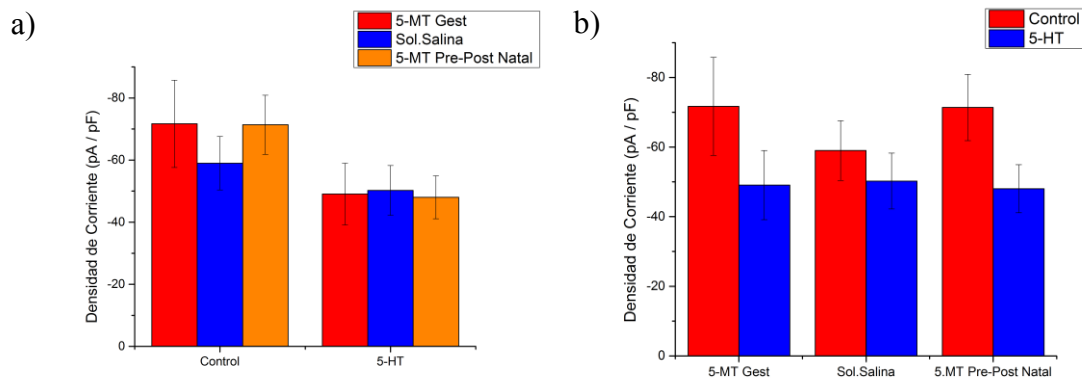 a)
5-MT Gest
Sol.Salina
5-MT Pre-Post Natal
Densidad de Corriente (pA / pF)
-80
-60
-40
-20
0
Control
5-HT
b)
Control
5-HT
Densidad de Corriente (pA / pF)
-80
-60
-40
-20
0
5-MT Gest
Sol.Salina
5.MT Pre-Post Natal